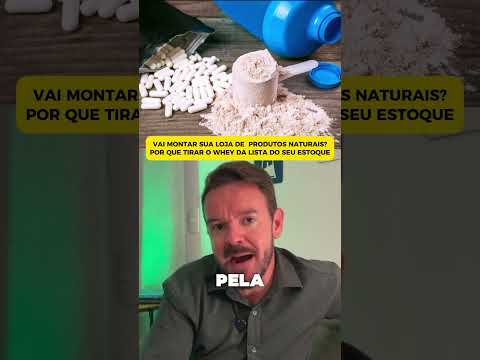 VAI MONTAR
POR QUE TIRAR
VAI MONTAR SUA LOJA DE PRODUTOS NATURAIS?
POR QUE TIRAR O WHEY DA LISTA DO SEU ESTOQUE
NATURAIS?
SEU ESTOQUE
PELA